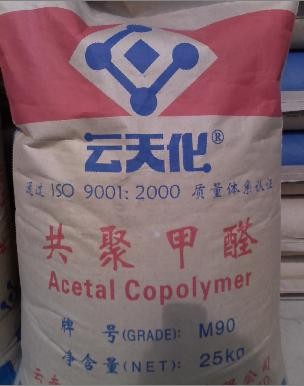 云天化®
通过 ISO 9001:2000 质量体系认证
共聚甲醛
Acetal Copolymer
牌 号(GRADE): M90
净含量(NET): 25kg